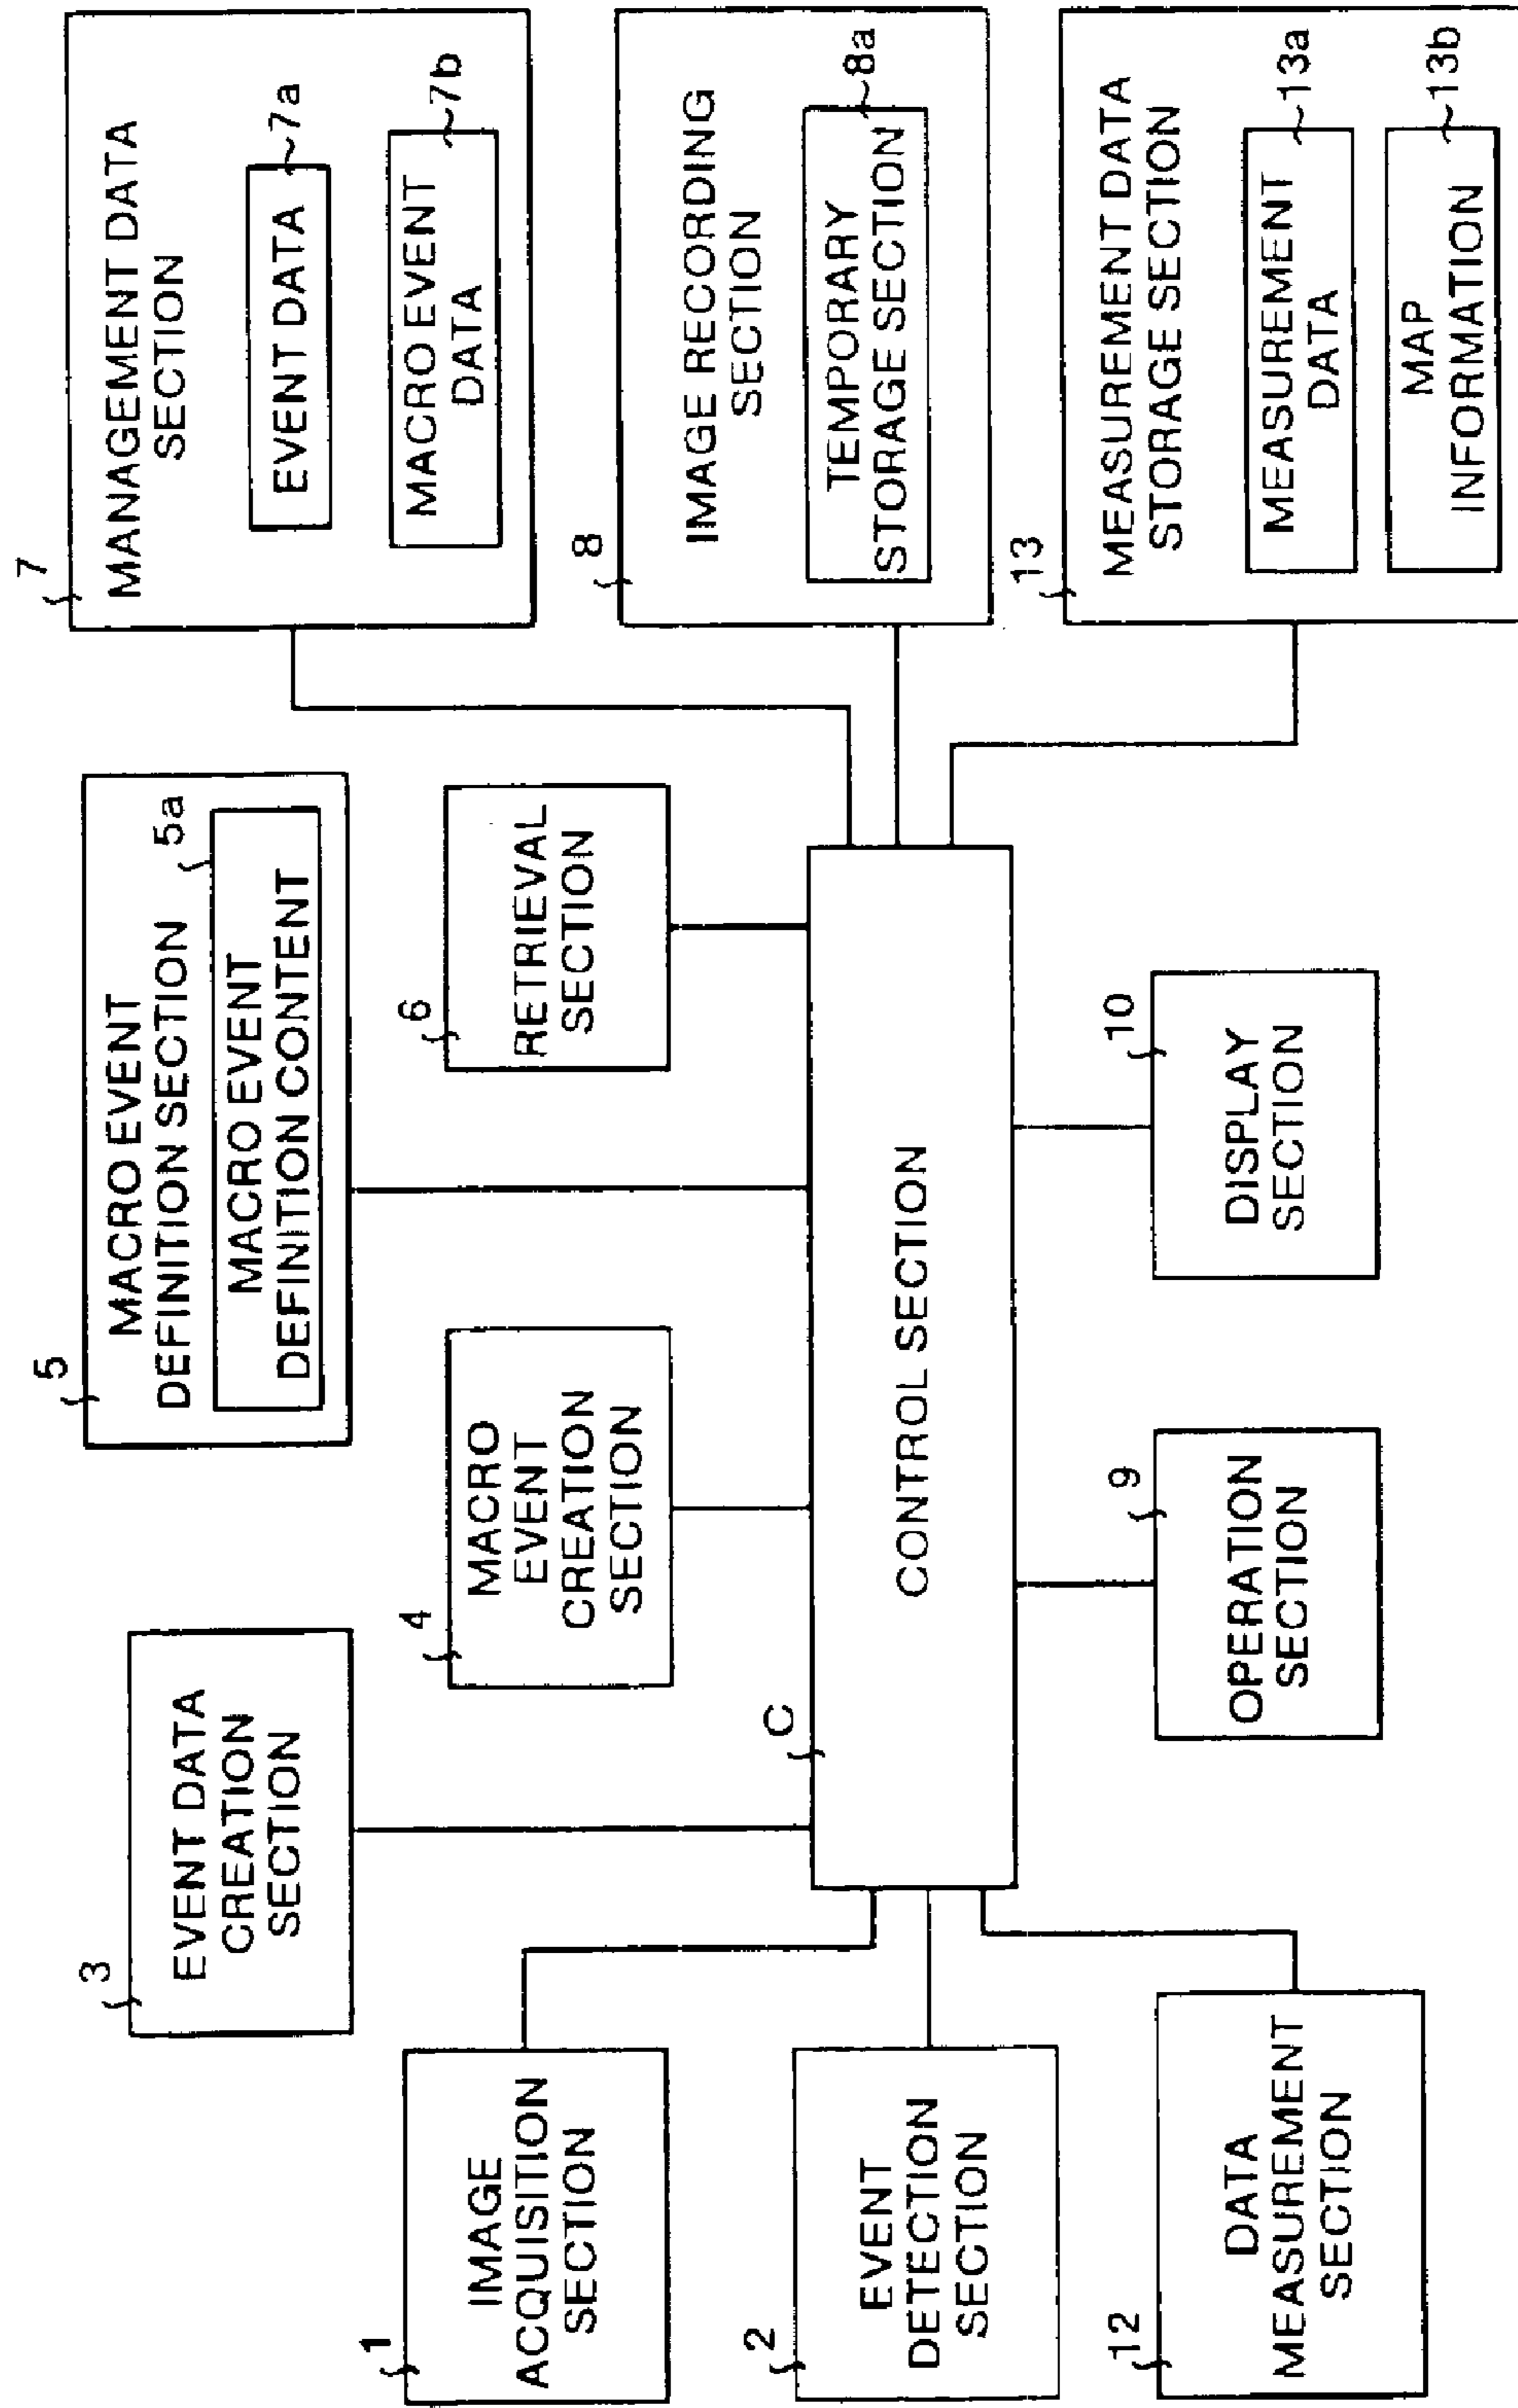 3
EVENT DATA
CREATION
SECTION
5
MACRO EVENT
DEFINITION SECTION
5a
MACRO EVENT
DEFINITION CONTENT
7
MANAGEMENT DATA
SECTION
EVENT DATA
7a
MACRO EVENT
DATA
7b
1
IMAGE
ACQUISITION
SECTION
4
MACRO
EVENT
CREATION
SECTION
6
RETRIEVAL
SECTION
8
IMAGE RECORDING
SECTION
TEMPORARY
STORAGE SECTION
8a
2
EVENT
DETECTION
SECTION
C
CONTROL SECTION
12
DATA
MEASUREMENT
SECTION
9
OPERATION
SECTION
10
DISPLAY
SECTION
13
MEASUREMENT DATA
STORAGE SECTION
MEASUREMENT
DATA
13a
MAP
INFORMATION
13b